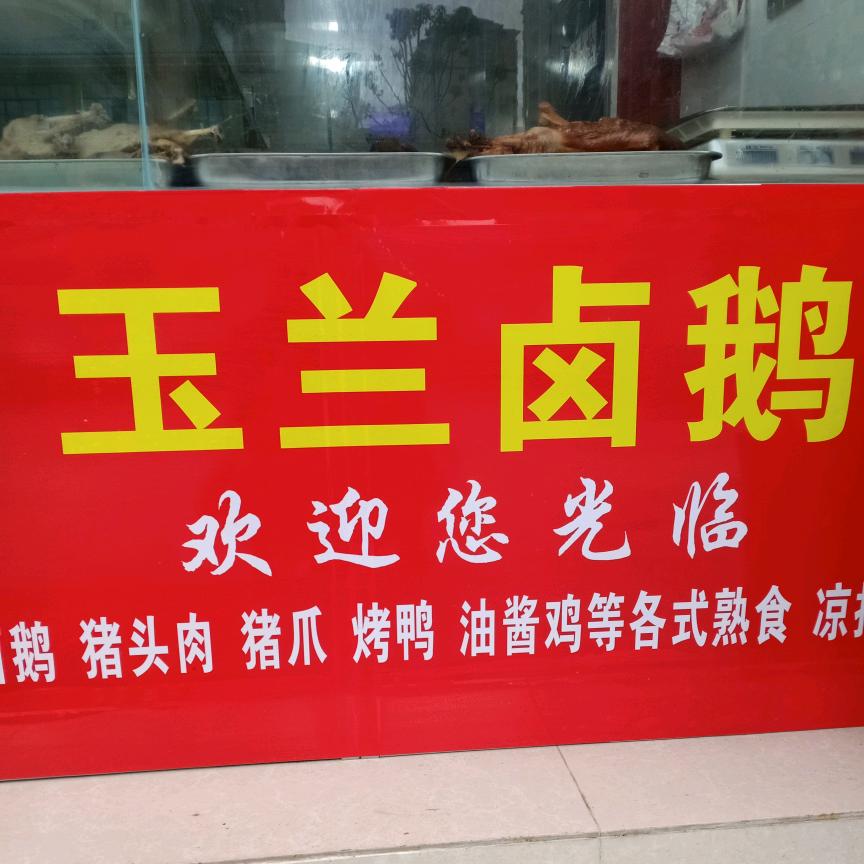 玉兰卤鹅
欢迎您光临
鹅 猪头肉 猪爪 烤鸭 油酱鸡等各式熟食 凉